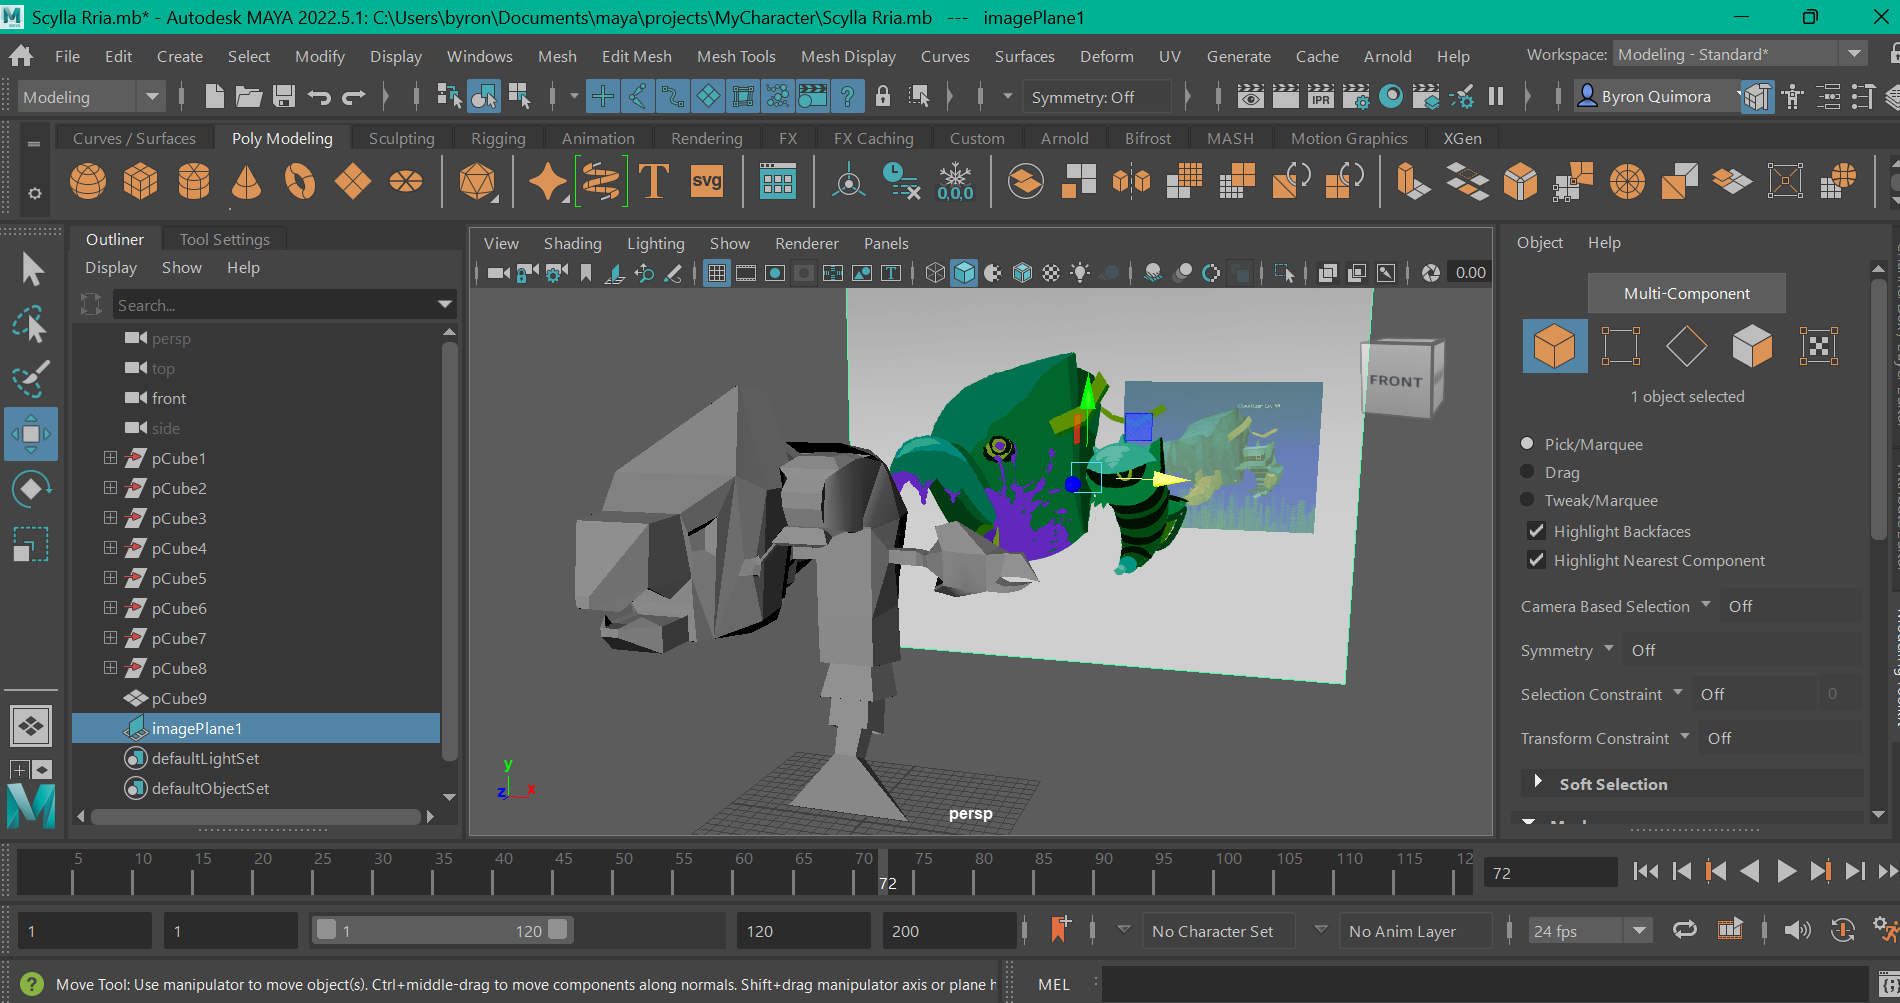 Scylla Rria.mb* - Autodesk MAYA 2022.5.1: C:\Users\byron\Documents\maya\projects\MyCharacter\Scylla Rria.mb --- imagePlane1
File Edit Create Select Modify Display Windows Mesh Edit Mesh Mesh Tools Mesh Display Curves Surfaces Deform UV Generate Cache Arnold Help Workspace: Modeling - Standard*
Modeling Symmetry: Off IPR Byron Quimora
Curves / Surfaces Poly Modeling Sculpting Rigging Animation Rendering FX FX Caching Custom Arnold Bifrost MASH Motion Graphics XGen
T svg 0,0,0
Outliner Tool Settings
Display Show Help
Search...
persp
top
front
side
pCube1
pCube2
pCube3
pCube4
pCube5
pCube6
pCube7
pCube8
pCube9
imagePlane1
defaultLightSet
defaultObjectSet
View Shading Lighting Show Renderer Panels
0.00
FRONT
y
z x
persp
Object Help
Multi-Component
1 object selected
Pick/Marquee
Drag
Tweak/Marquee
Highlight Backfaces
Highlight Nearest Component
Camera Based Selection Off
Symmetry Off
Selection Constraint Off 0
Transform Constraint Off
Soft Selection
5 10 15 20 25 30 35 40 45 50 55 60 65 70 75 80 85 90 95 100 105 110 115 12
72
72
1 1 1 120 120 200 No Character Set No Anim Layer 24 fps
Move Tool: Use manipulator to move object(s). Ctrl+middle-drag to move components along normals. Shift+drag manipulator axis or plane h
MEL